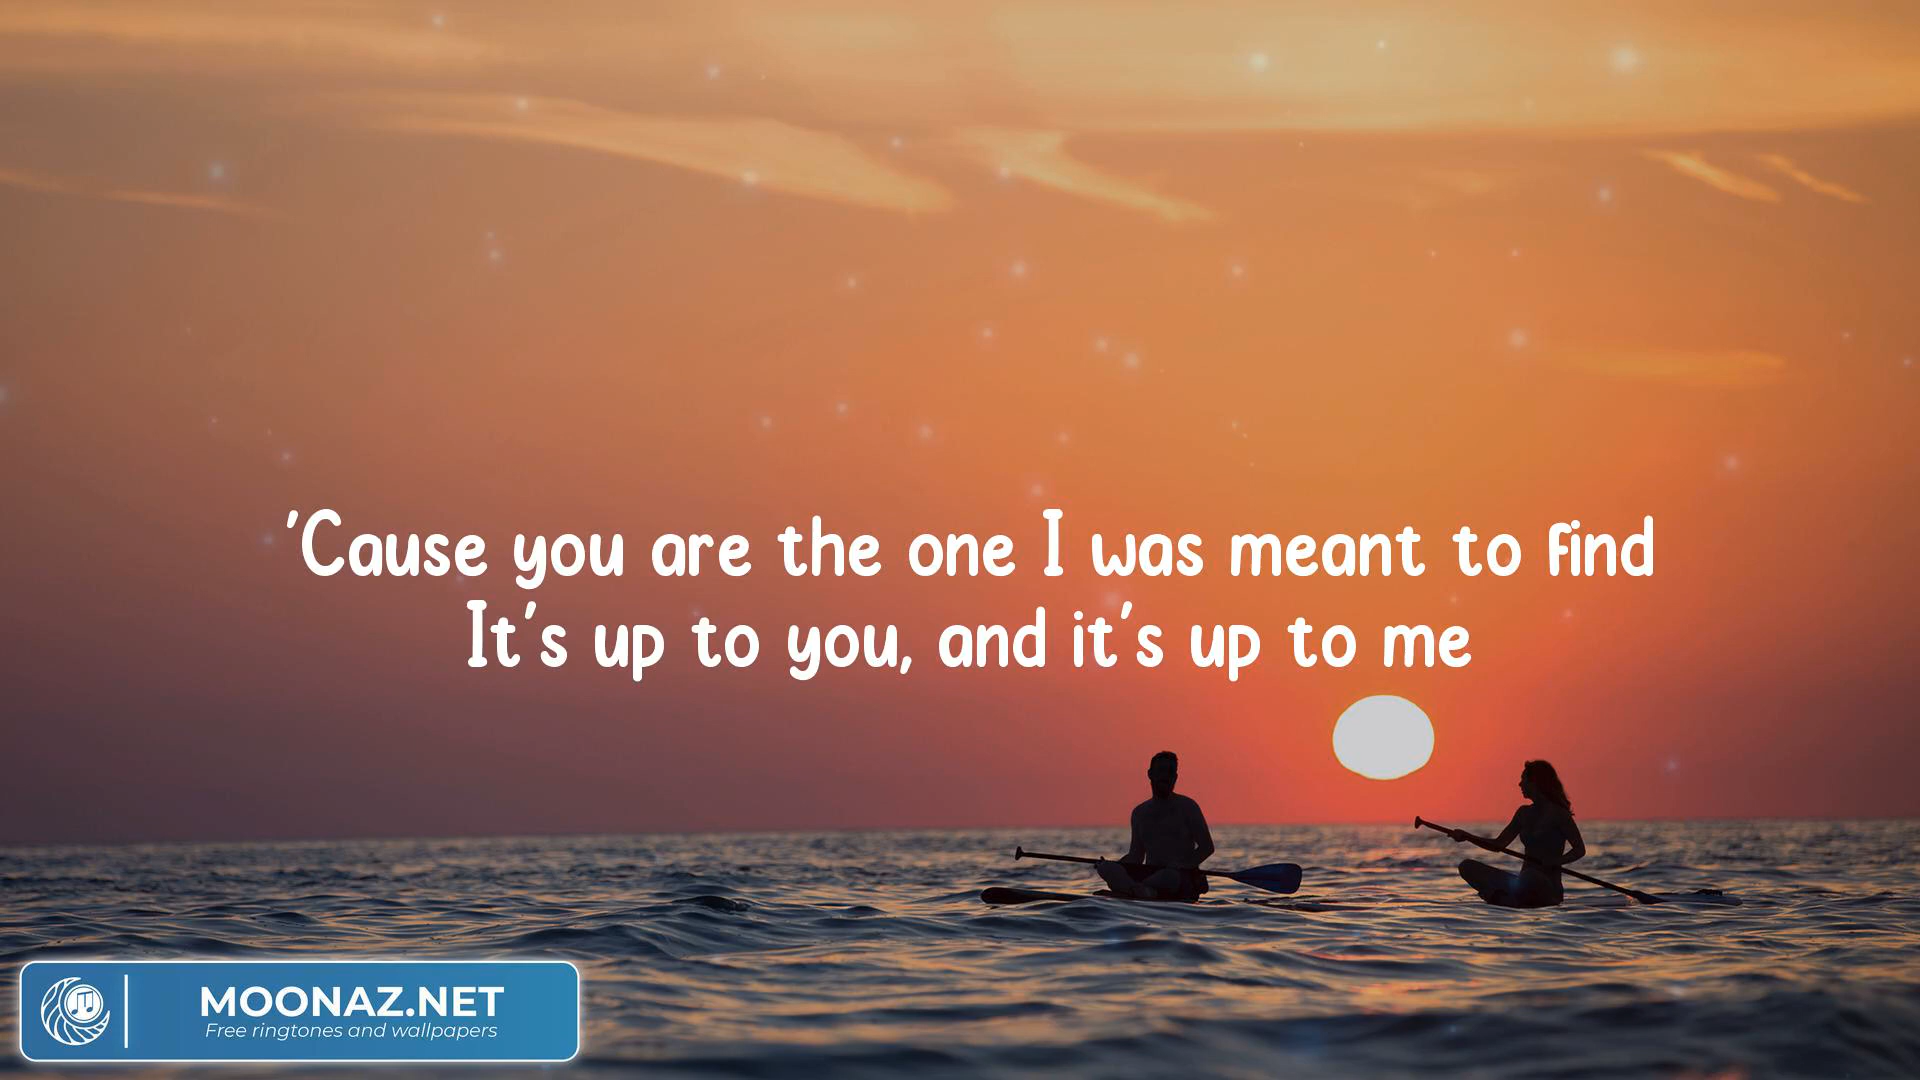 'Cause you are the one I was meant to find
It's up to you, and it's up to me
MOONAZ.NET
Free ringtones and wallpapers